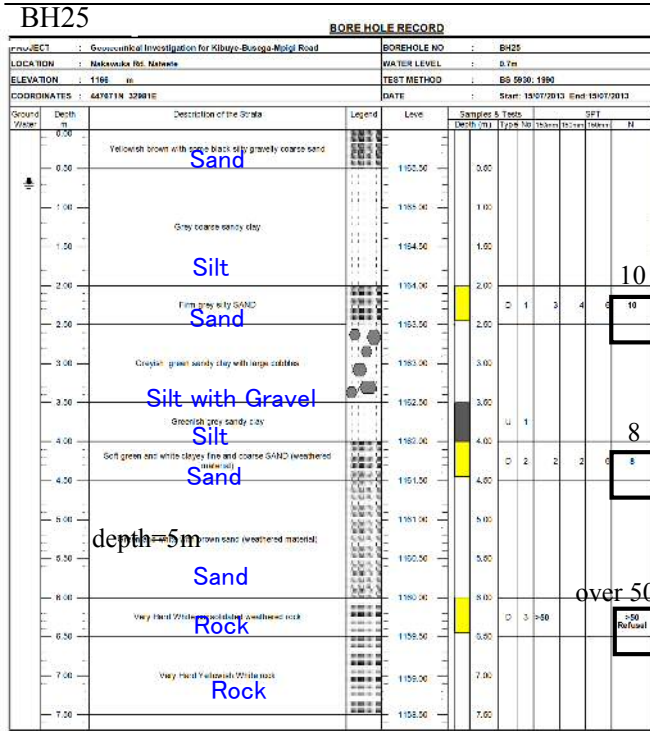 BH25
BORE HOLE RECORD
PROJECT : Geotechnical Investigation for Kibuye-Busega-Mpigi Road BOREHOLE NO : BH25
LOCATION : Nakawuka Rd. Nateete WATER LEVEL : 0.7m
ELEVATION : 1166 m TEST METHOD : BS 5930: 1990
COORDINATES : 447671N 32981E DATE : Start: 15/07/2013 End: 15/07/2013
Ground Water Depth m Description of the Strata Legend Level Samples & Tests SPT
Depth (m) Type No 150mm 150mm 150mm N
0.00
Yellowish brown with some black silty gravelly coarse sand
Sand
0.50 1165.50 0.50
1.00 1165.00 1.00
Grey coarse sandy clay
1.50 1164.50 1.50
Silt
10
2.00 1164.00 2.00
Firm grey silty SAND D 1 3 4 6 10
Sand
2.50 1163.50 2.50
3.00 Greyish green sandy clay with large cobbles 1163.00 3.00
Silt with Gravel
3.50 1162.50 3.50
Greenish grey sandy clay U 1
Silt
8
4.00 1162.00 4.00
Soft green and white clayey fine and coarse SAND (weathered material) D 2 2 2 6 8
Sand
4.50 1161.50 4.50
5.00 1161.00 5.00
depth=5m
brown sand (weathered material)
5.50 1160.50 5.50
Sand
over 50
6.00 1160.00 6.00
Very Hard White consolidated weathered rock D 3 >50 >50 Refusal
Rock
6.50 1159.50 6.50
7.00 Very Hard Yellowish White rock 1159.00 7.00
Rock
7.50 1158.50 7.50